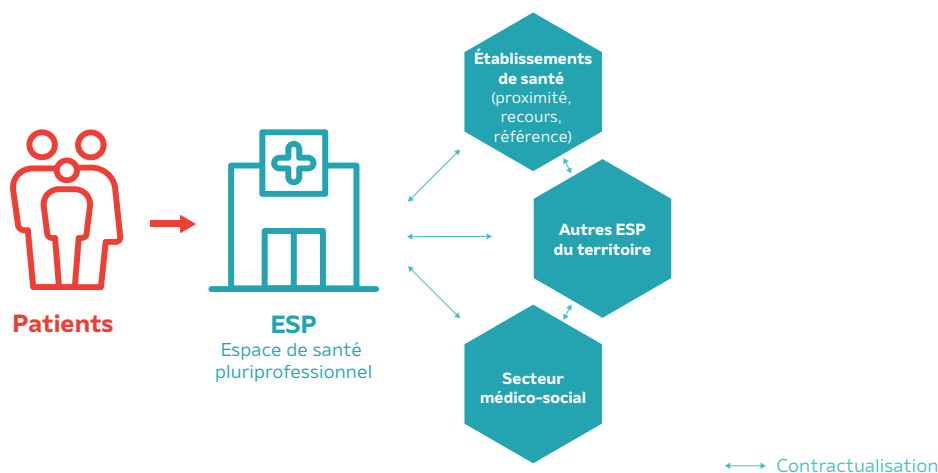 Patients
ESP
Espace de santé
pluriprofessionnel
Établissements
de santé
(proximité,
recours,
référence)
Autres ESP
du territoire
Secteur
médico-social
Contractualisation